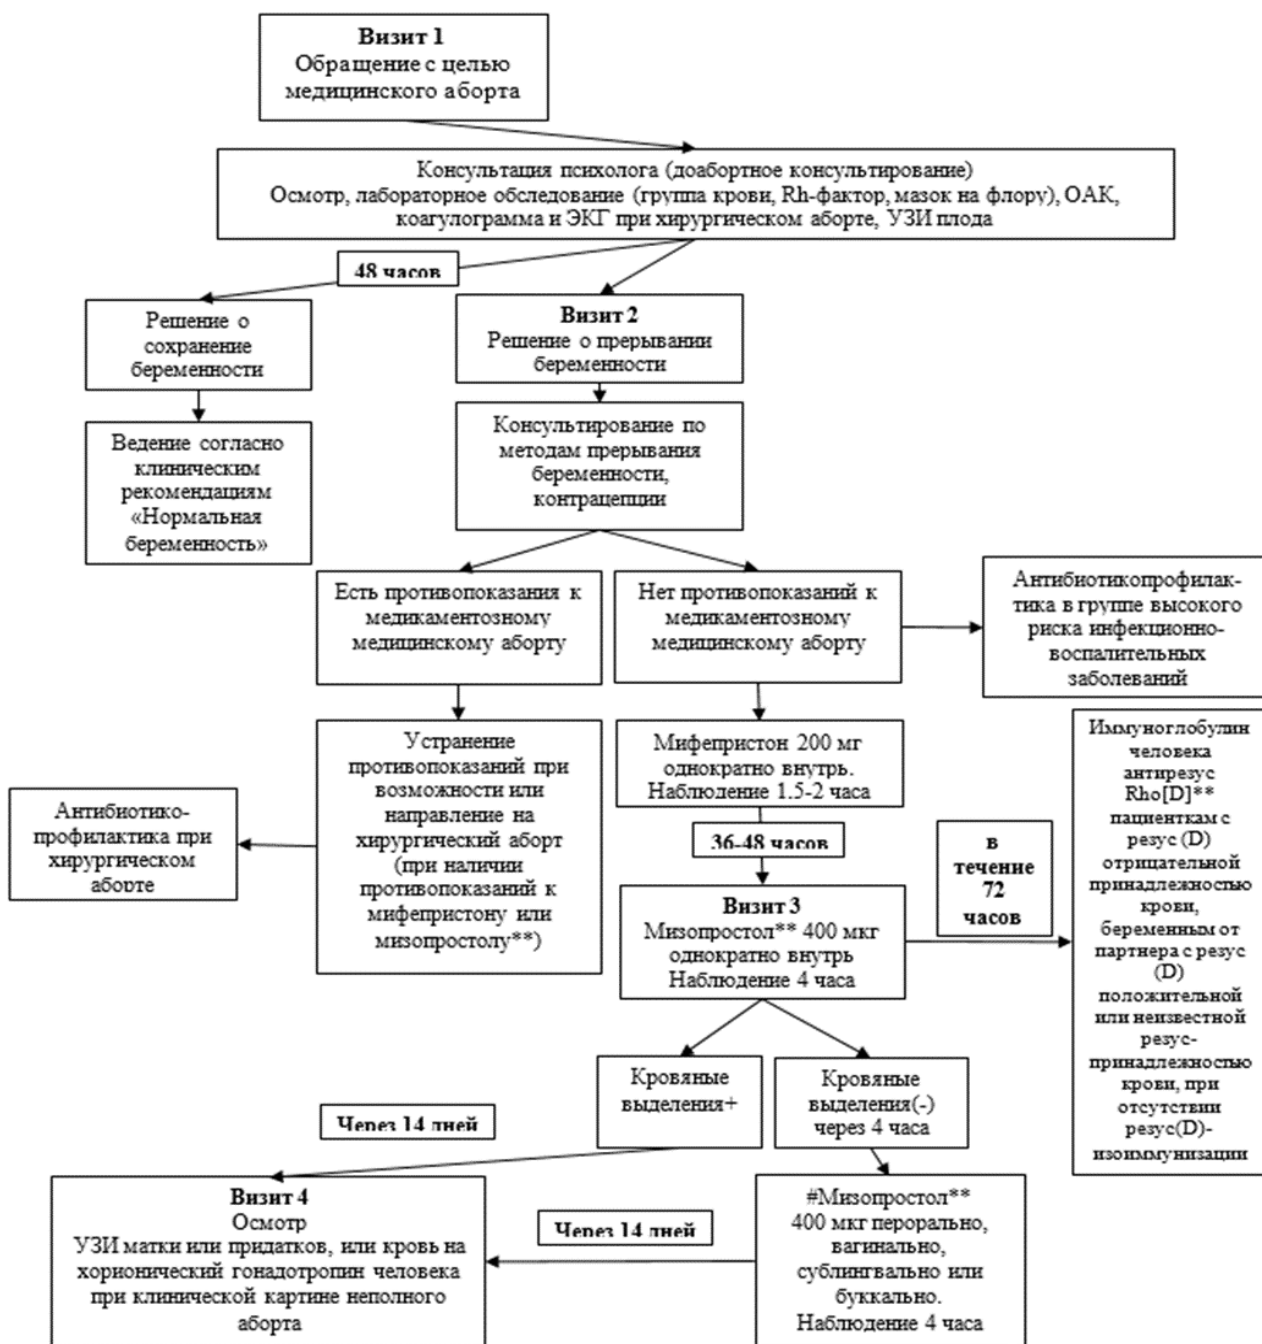 Визит 1
Обращение с целью
медицинского аборта
Консультация психолога (доабортное консультирование)
Осмотр, лабораторное обследование (группа крови, Rh-фактор, мазок на флору), ОАК,
коагулограмма и ЭКГ при хирургическом аборте, УЗИ плода
48 часов
Решение о
сохранение
беременности
Визит 2
Решение о прерывании
беременности
Ведение согласно
клиническим
рекомендациям
«Нормальная
беременность»
Консультирование по
методам прерывания
беременности,
контрацепции
Есть противопоказания к
медикаментозному
медицинскому аборту
Нет противопоказаний к
медикаментозному
медицинскому аборту
Антибиотикопрофилак-
тика в группе высокого
риска инфекционно-
воспалительных
заболеваний
Устранение
противопоказаний при
возможности или
направление на
хирургический аборт
(при наличии
противопоказаний к
мифепристону или
мизопростолу**)
Антибиотико-
профилактика при
хирургическом
аборте
Мифепристон 200 мг
однократно внутрь.
Наблюдение 1.5-2 часа
36-48 часов
Визит 3
Мизопростол** 400 мкг
однократно внутрь
Наблюдение 4 часа
в
течение
72
часов
Иммуноглобулин
человека
антирезус
Rho[D]**
пациенткам с
резус (D)
отрицательной
принадлежностью
крови,
беременным от
партнера с резус
(D)
положительной
или неизвестной
резус-
принадлежностью
крови, при
отсутствии
резус(D)-
изоиммунизации
Кровяные
выделения+
Кровяные
выделения(-)
через 4 часа
Через 14 дней
Визит 4
Осмотр
УЗИ матки или придатков, или кровь на
хорионический гонадотропин человека
при клинической картине неполного
аборта
Через 14 дней
#Мизопростол**
400 мкг перорально,
вагинально,
сублингвально или
буккально.
Наблюдение 4 часа